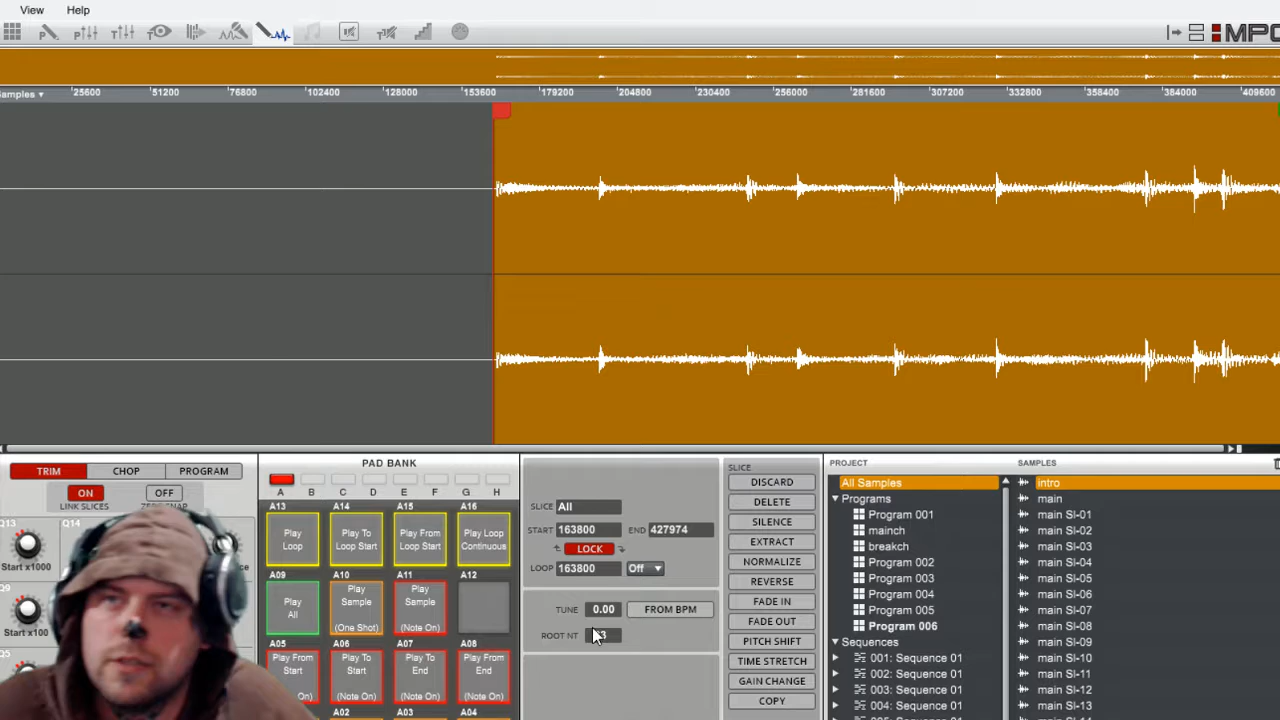 View Help
MPC
Samples 25600 51200 76800 102400 128000 153600 179200 204800 230400 256000 281600 307200 332800 358400 384000 409600
TRIM CHOP PROGRAM
ON OFF
LINK SLICES
Q13 Q14
Start x1000
Q9
Start x100
Q5
PAD BANK
A B C D E F G H
A13 A14 A15 A16
Play Loop
Play To Loop Start
Play From Loop Start
Play Loop Continuous
A09 A10 A11 A12
Play All
Play Sample (One Shot)
Play Sample (Note On)
A05 A06 A07 A08
Play From Start
Play To Start (Note On)
Play To End (Note On)
Play From End (Note On)
A02 A03 A04
SLICE All
START 163800 END 427974
LOCK
LOOP 163800 Off
TUNE 0.00 FROM BPM
ROOT NT
SLICE
DISCARD
DELETE
SILENCE
EXTRACT
NORMALIZE
REVERSE
FADE IN
FADE OUT
PITCH SHIFT
TIME STRETCH
GAIN CHANGE
COPY
PROJECT
All Samples
Programs
Program 001
mainch
breakch
Program 002
Program 003
Program 004
Program 005
Program 006
Sequences
001: Sequence 01
002: Sequence 01
003: Sequence 01
004: Sequence 01
SAMPLES
intro
main
main Sl-01
main Sl-02
main Sl-03
main Sl-04
main Sl-05
main Sl-06
main Sl-07
main Sl-08
main Sl-09
main Sl-10
main Sl-11
main Sl-12
main Sl-13